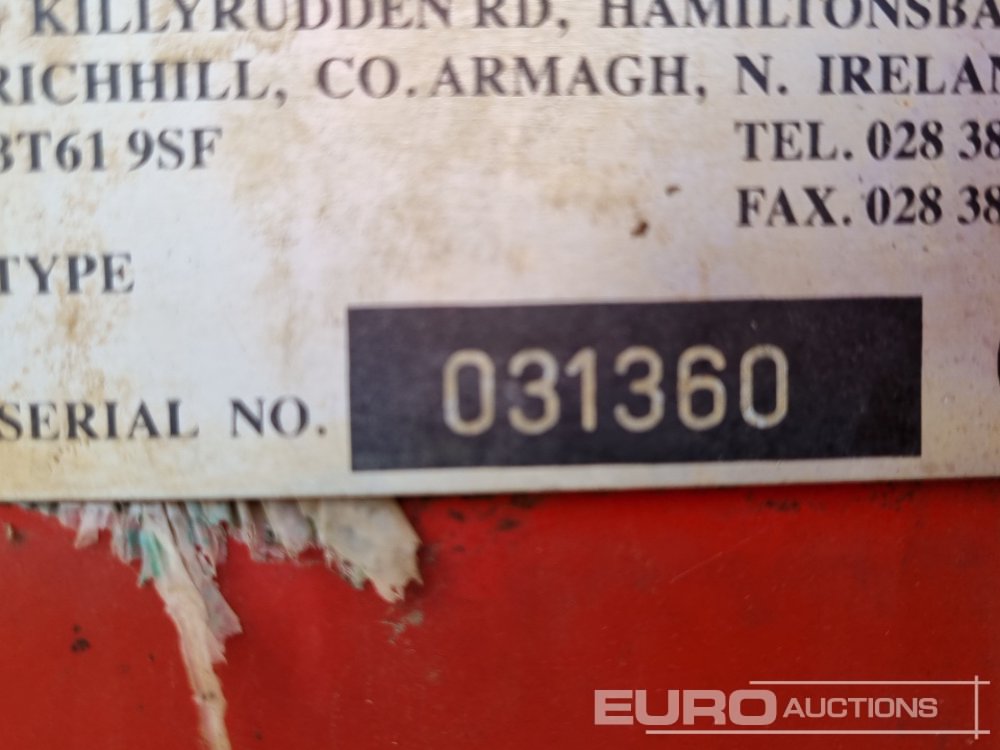 KILLYRUDDEN RD, HAMILTONSBA
RICHHILL, CO. ARMAGH, N. IRELAN
BT61 9SF
TEL. 028 38
FAX. 028 38
TYPE
SERIAL NO. 031360
EURO AUCTIONS